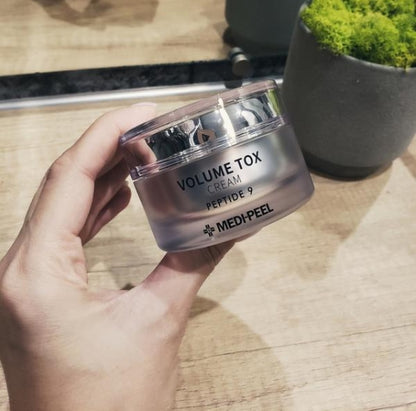 VOLUME TOX
CREAM
PEPTIDE 9
MEDI-PEEL